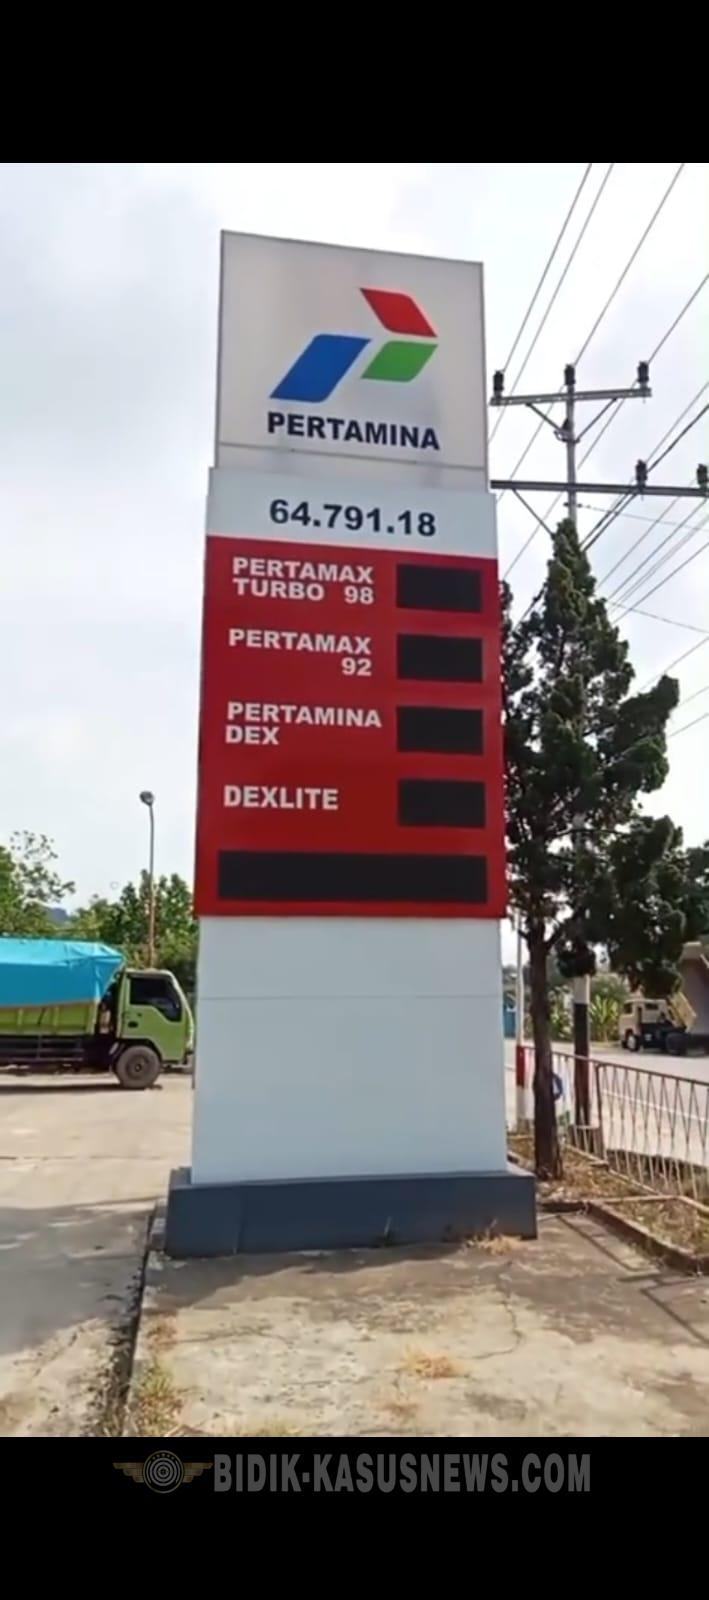 PERTAMINA
64.791.18
PERTAMAX
TURBO 98
PERTAMAX
92
PERTAMINA
DEX
DEXLITE
BIDIK-KASUSNEWS.COM